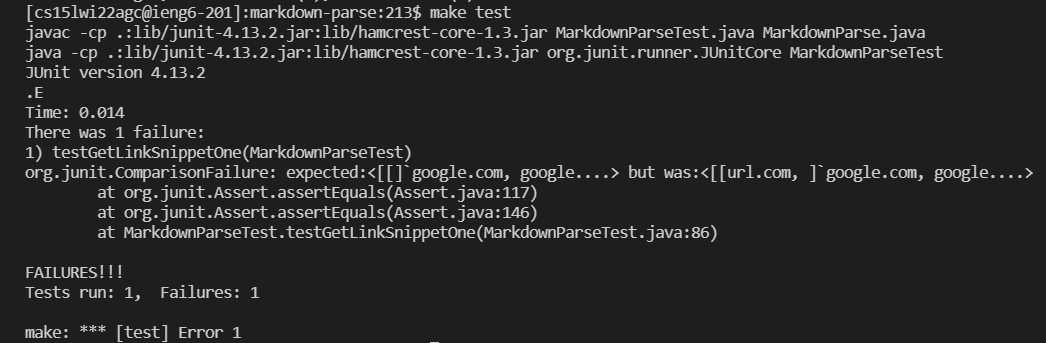 [cs15lwi22agc@ieng6-201]:markdown-parse:213$ make test
javac -cp .:lib/junit-4.13.2.jar:lib/hamcrest-core-1.3.jar MarkdownParseTest.java MarkdownParse.java
java -cp .:lib/junit-4.13.2.jar:lib/hamcrest-core-1.3.jar org.junit.runner.JUnitCore MarkdownParseTest
JUnit version 4.13.2
.E
Time: 0.014
There was 1 failure:
1) testGetLinkSnippetOne(MarkdownParseTest)
org.junit.ComparisonFailure: expected:<[[]`google.com, google....> but was:<[[url.com, ]`google.com, google....>
        at org.junit.Assert.assertEquals(Assert.java:117)
        at org.junit.Assert.assertEquals(Assert.java:146)
        at MarkdownParseTest.testGetLinkSnippetOne(MarkdownParseTest.java:86)

FAILURES!!!
Tests run: 1,  Failures: 1

make: *** [test] Error 1